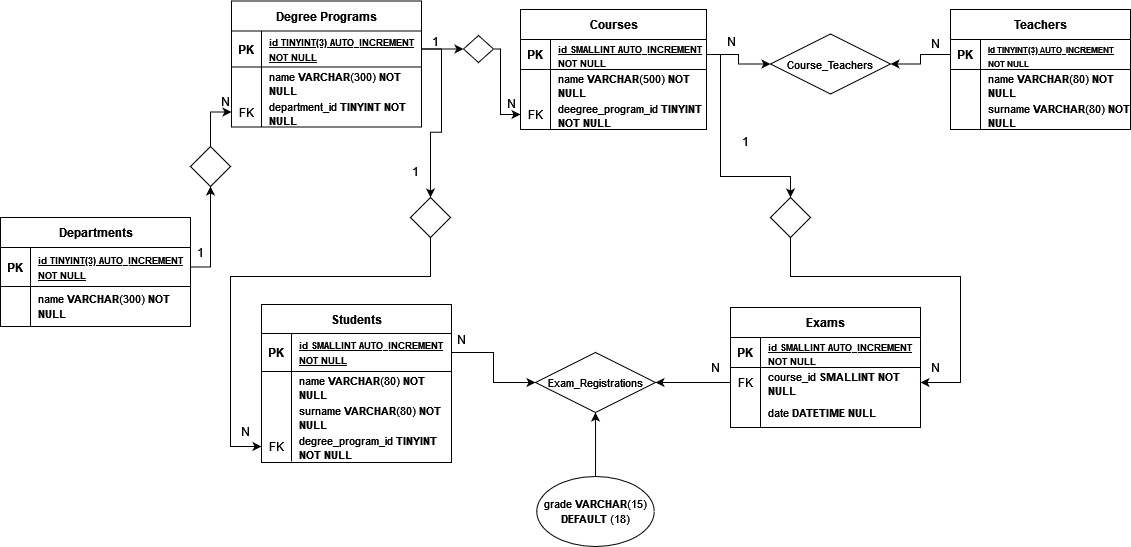 Degree Programs
PK
id TINYINT(3) AUTO_INCREMENT
NOT NULL
name VARCHAR(300) NOT
NULL
FK
department_id TINYINT NOT
NULL
1
N
Courses
PK
id SMALLINT AUTO_INCREMENT
NOT NULL
name VARCHAR(500) NOT
NULL
FK
deegree_program_id TINYINT
NOT NULL
N
N
Course_Teachers
N
Teachers
PK
id TINYINT(3) AUTO_INCREMENT
NOT NULL
name VARCHAR(80) NOT
NULL
surname VARCHAR(80) NOT
NULL
1
1
Departments
PK
id TINYINT(3) AUTO_INCREMENT
NOT NULL
name VARCHAR(300) NOT
NULL
1
Students
PK
id SMALLINT AUTO_INCREMENT
NOT NULL
name VARCHAR(80) NOT
NULL
surname VARCHAR(80) NOT
NULL
FK
degree_program_id TINYINT
NOT NULL
N
N
Exam_Registrations
N
Exams
PK
id SMALLINT AUTO_INCREMENT
NOT NULL
FK
course_id SMALLINT NOT
NULL
date DATETIME NULL
N
grade VARCHAR(15)
DEFAULT (18)